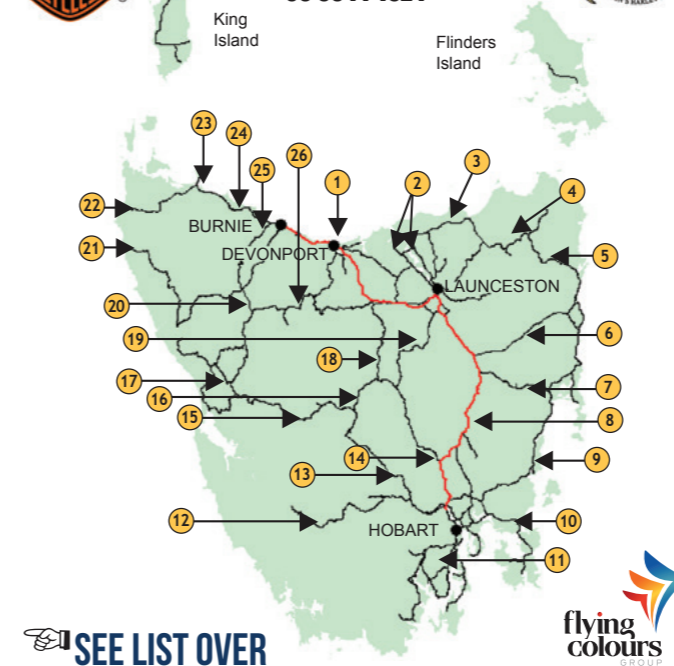 King
Island
Flinders
Island
23
24
3
26
25
1
2
4
22
BURNIE
21
DEVONPORT
5
LAUNCESTON
20
6
19
18
17
7
16
15
8
14
9
13
12
10
HOBART
11
SEE LIST OVER
flying
colours
GROUP